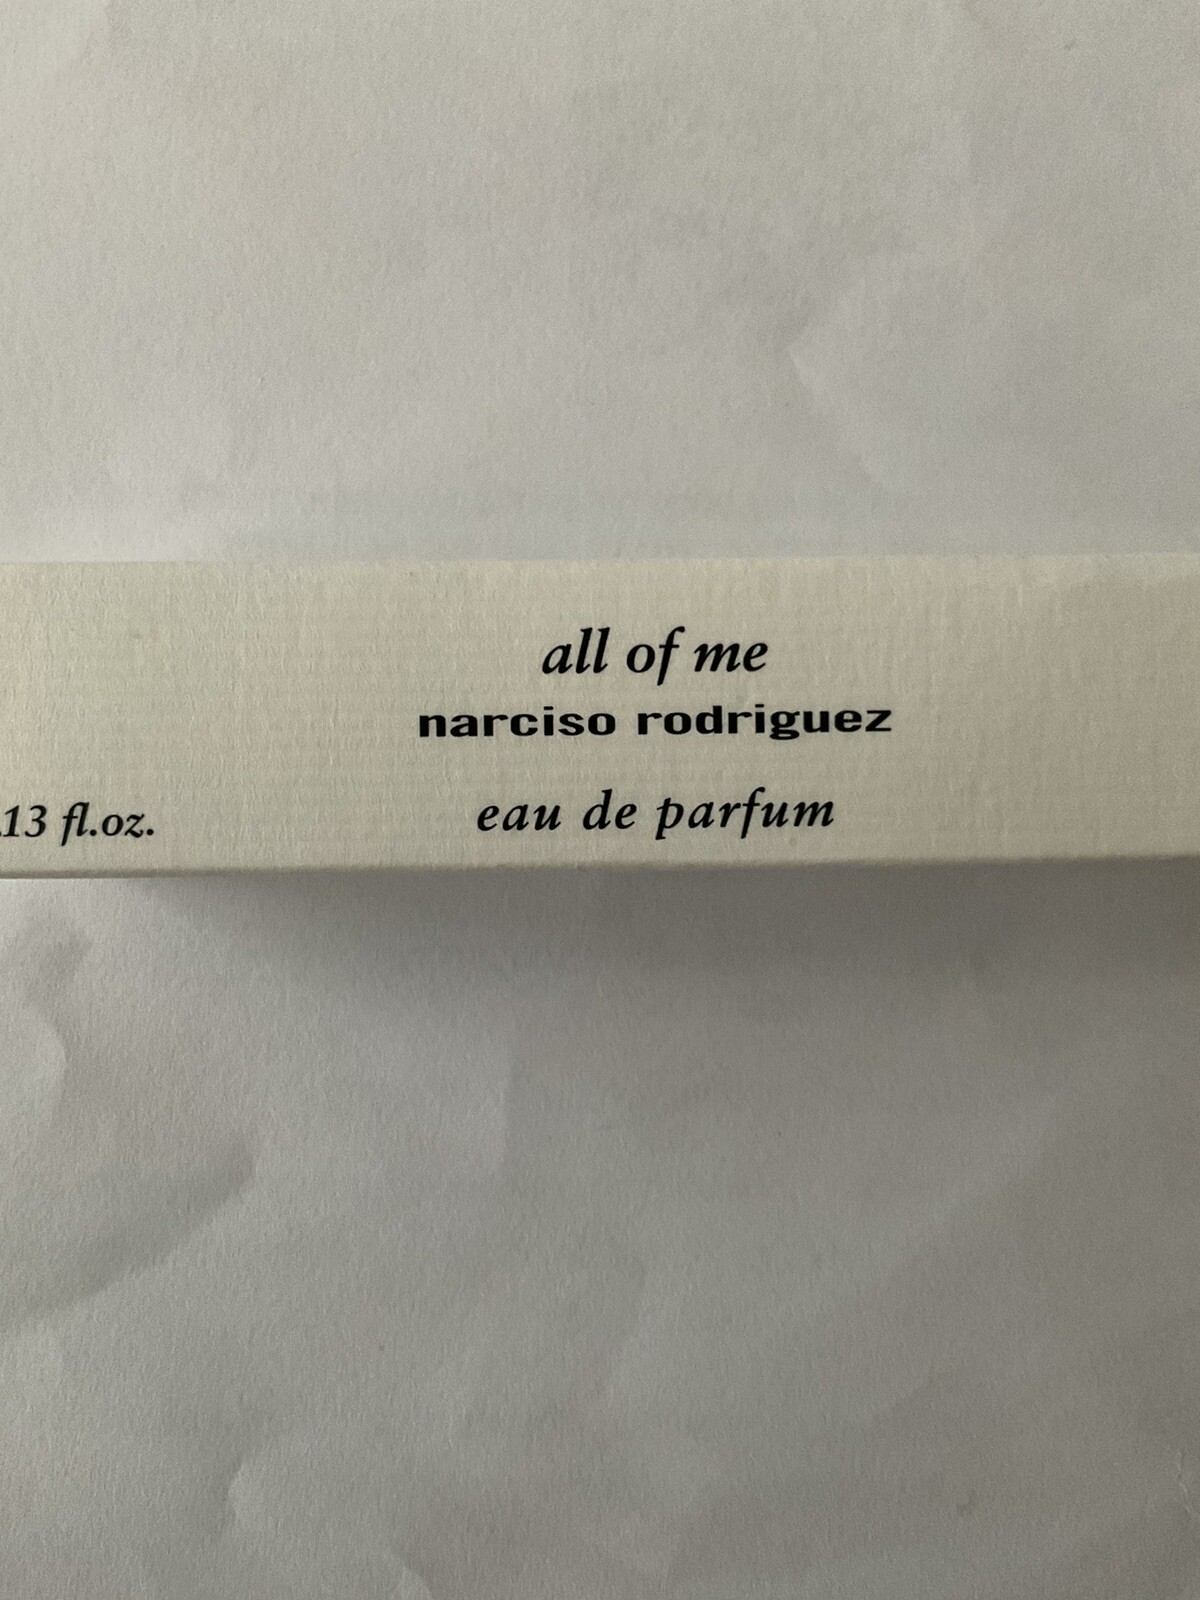 all of me
narciso rodriguez
.13 fl.oz.
eau de parfum